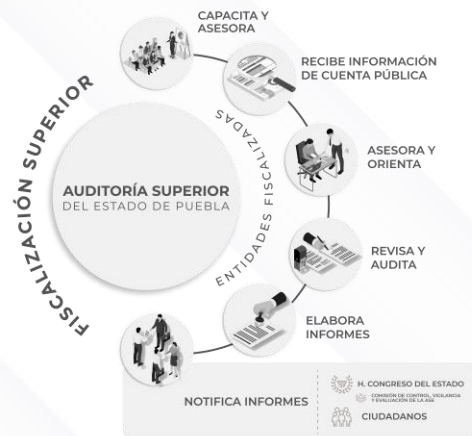 CAPACITA Y
ASESORA
RECIBE INFORMACIÓN
DE CUENTA PÚBLICA
FISCALIZACIÓN SUPERIOR
ENTIDADES FISCALIZADAS
ASESORA Y
ORIENTA
AUDITORÍA SUPERIOR
DEL ESTADO DE PUEBLA
REVISA Y
AUDITA
ELABORA
INFORMES
NOTIFICA INFORMES
H. CONGRESO DEL ESTADO
COMISIÓN DE CONTROL, VIGILANCIA
Y EVALUACIÓN DE LA ASE
CIUDADANOS